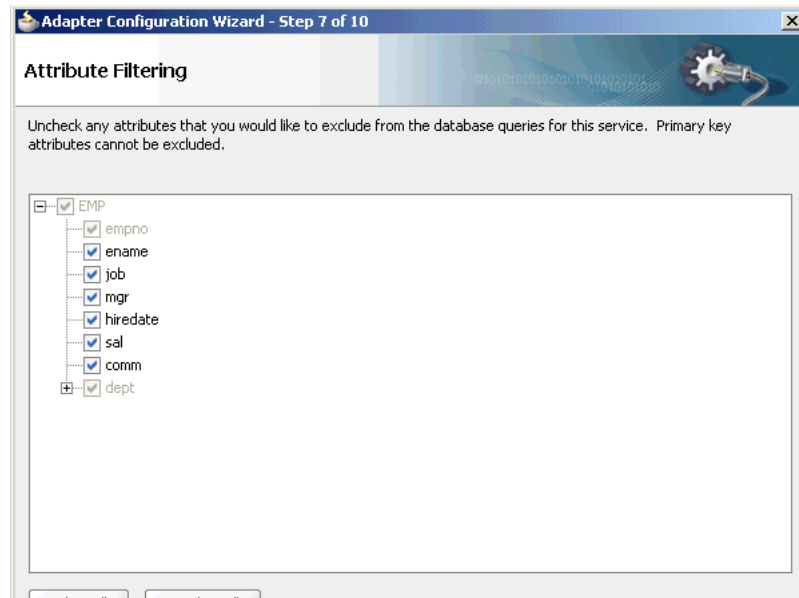 Adapter Configuration Wizard - Step 7 of 10
Attribute Filtering
Uncheck any attributes that you would like to exclude from the database queries for this service. Primary key
attributes cannot be excluded.
EMP
empno
ename
job
mgr
hiredate
sal
comm
dept